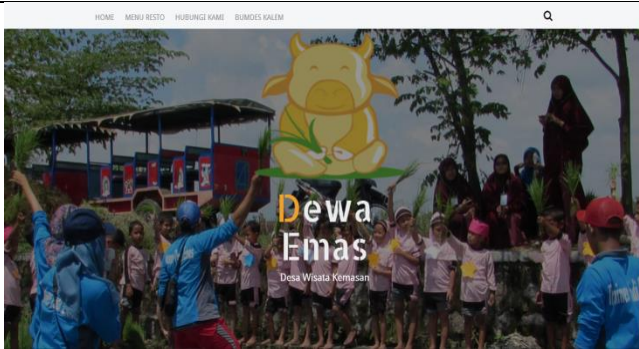 HOME MENU RESTO HUBUNGI KAMI BUMDES KALEM
Dewa
Emas
Desa Wisata Kemasan